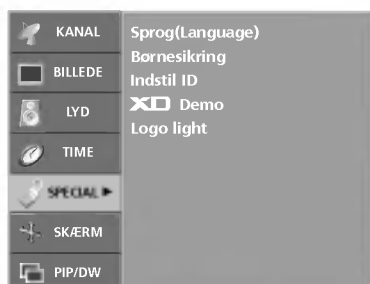 KANAL
BILLEDE
LYD
TIME
SPECIAL
SKÆRM
PIP/DW
Sprog(Language)
Børnesikring
Indstil ID
XD Demo
Logo light